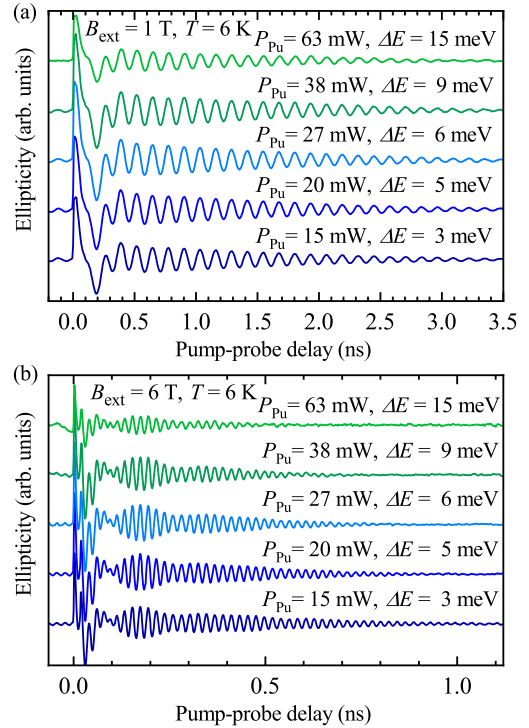 (a)
B_ext = 1 T, T = 6 K
P_Pu = 63 mW, ΔE = 15 meV
P_Pu = 38 mW, ΔE = 9 meV
P_Pu = 27 mW, ΔE = 6 meV
P_Pu = 20 mW, ΔE = 5 meV
P_Pu = 15 mW, ΔE = 3 meV
Ellipticity (arb. units)
0.0 0.5 1.0 1.5 2.0 2.5 3.0 3.5
Pump-probe delay (ns)
(b)
B_ext = 6 T, T = 6 K
P_Pu = 63 mW, ΔE = 15 meV
P_Pu = 38 mW, ΔE = 9 meV
P_Pu = 27 mW, ΔE = 6 meV
P_Pu = 20 mW, ΔE = 5 meV
P_Pu = 15 mW, ΔE = 3 meV
Ellipticity (arb. units)
0.0 0.5 1.0
Pump-probe delay (ns)